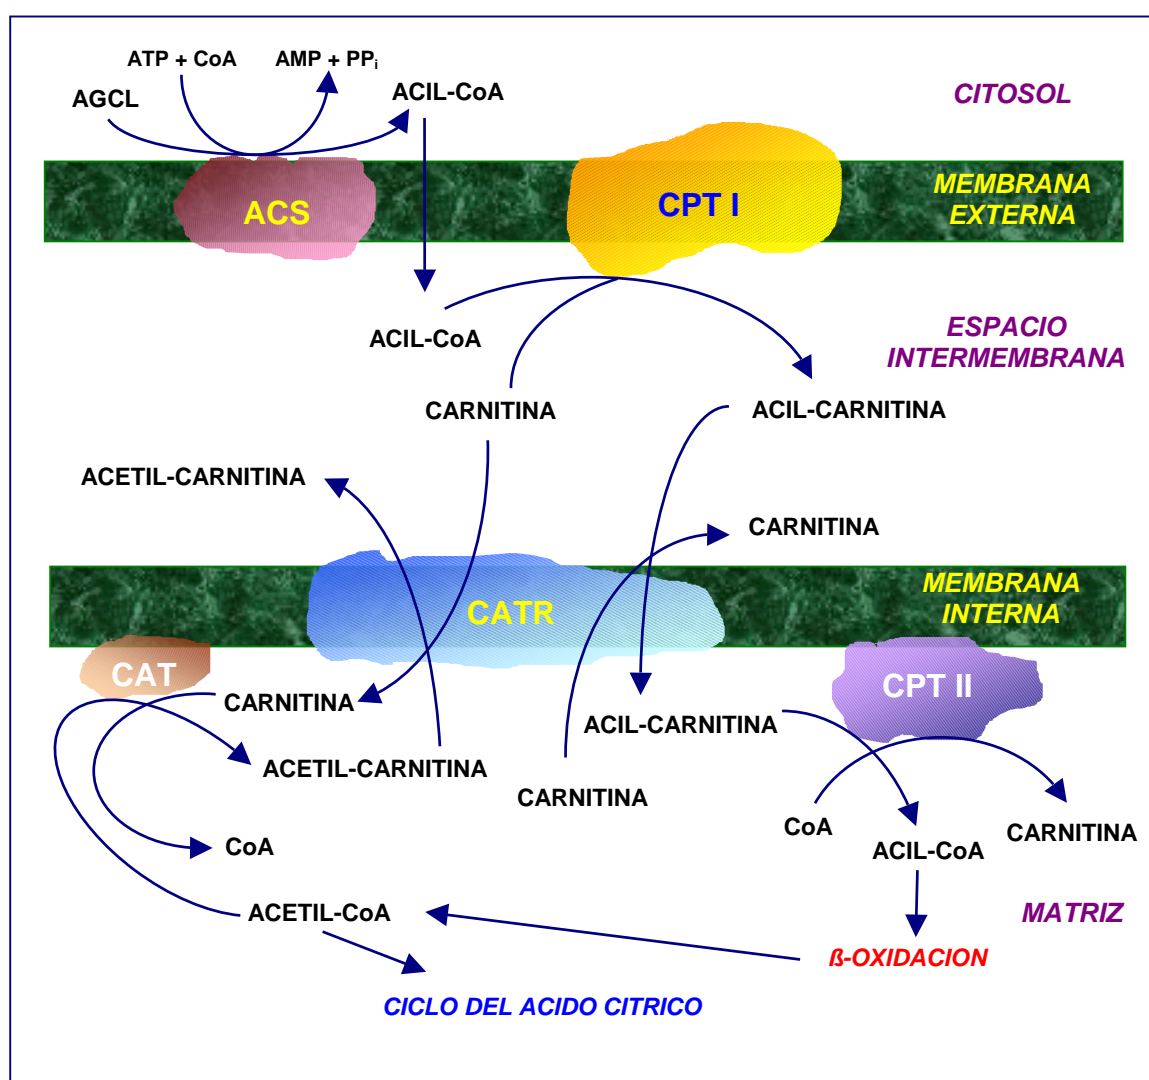 ATP + CoA
AMP + PPi
AGCL
ACIL-CoA
CITOSOL
ACS
CPT I
MEMBRANA
EXTERNA
ACIL-CoA
ESPACIO
INTERMEMBRANA
CARNITINA
ACIL-CARNITINA
ACETIL-CARNITINA
CARNITINA
CATR
MEMBRANA
INTERNA
CAT
CPT II
CARNITINA
ACIL-CARNITINA
ACETIL-CARNITINA
CARNITINA
CoA
CoA
ACIL-CoA
CARNITINA
ACETIL-CoA
MATRIZ
ß-OXIDACION
CICLO DEL ACIDO CITRICO